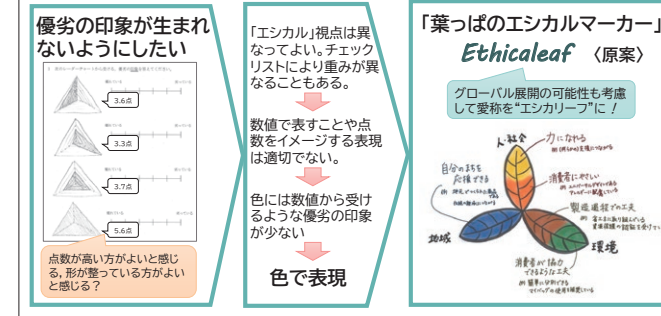 優劣の印象が生まれ
ないようにしたい
3.6点
3.3点
3.7点
5.6点
点数が高い方がよいと感じ
る，形が整っている方がよい
と感じる？
「エシカル」視点は異
なってよい。チェック
リストにより重みが異
なることもある。
数値で表すことや点
数をイメージする表現
は適切でない。
色には数値から受け
るような優劣の印象
が少ない
色で表現
「葉っぱのエシカルマーカー」
Ethicaleaf 〈原案〉
グローバル展開の可能性も考慮
して愛称を“エシカリーフ”に！
人・社会
力になれる
自分のまちを
応援できる
消費者にやさしい
製造過程での工夫
地域
環境
消費者が協力
できるような工夫